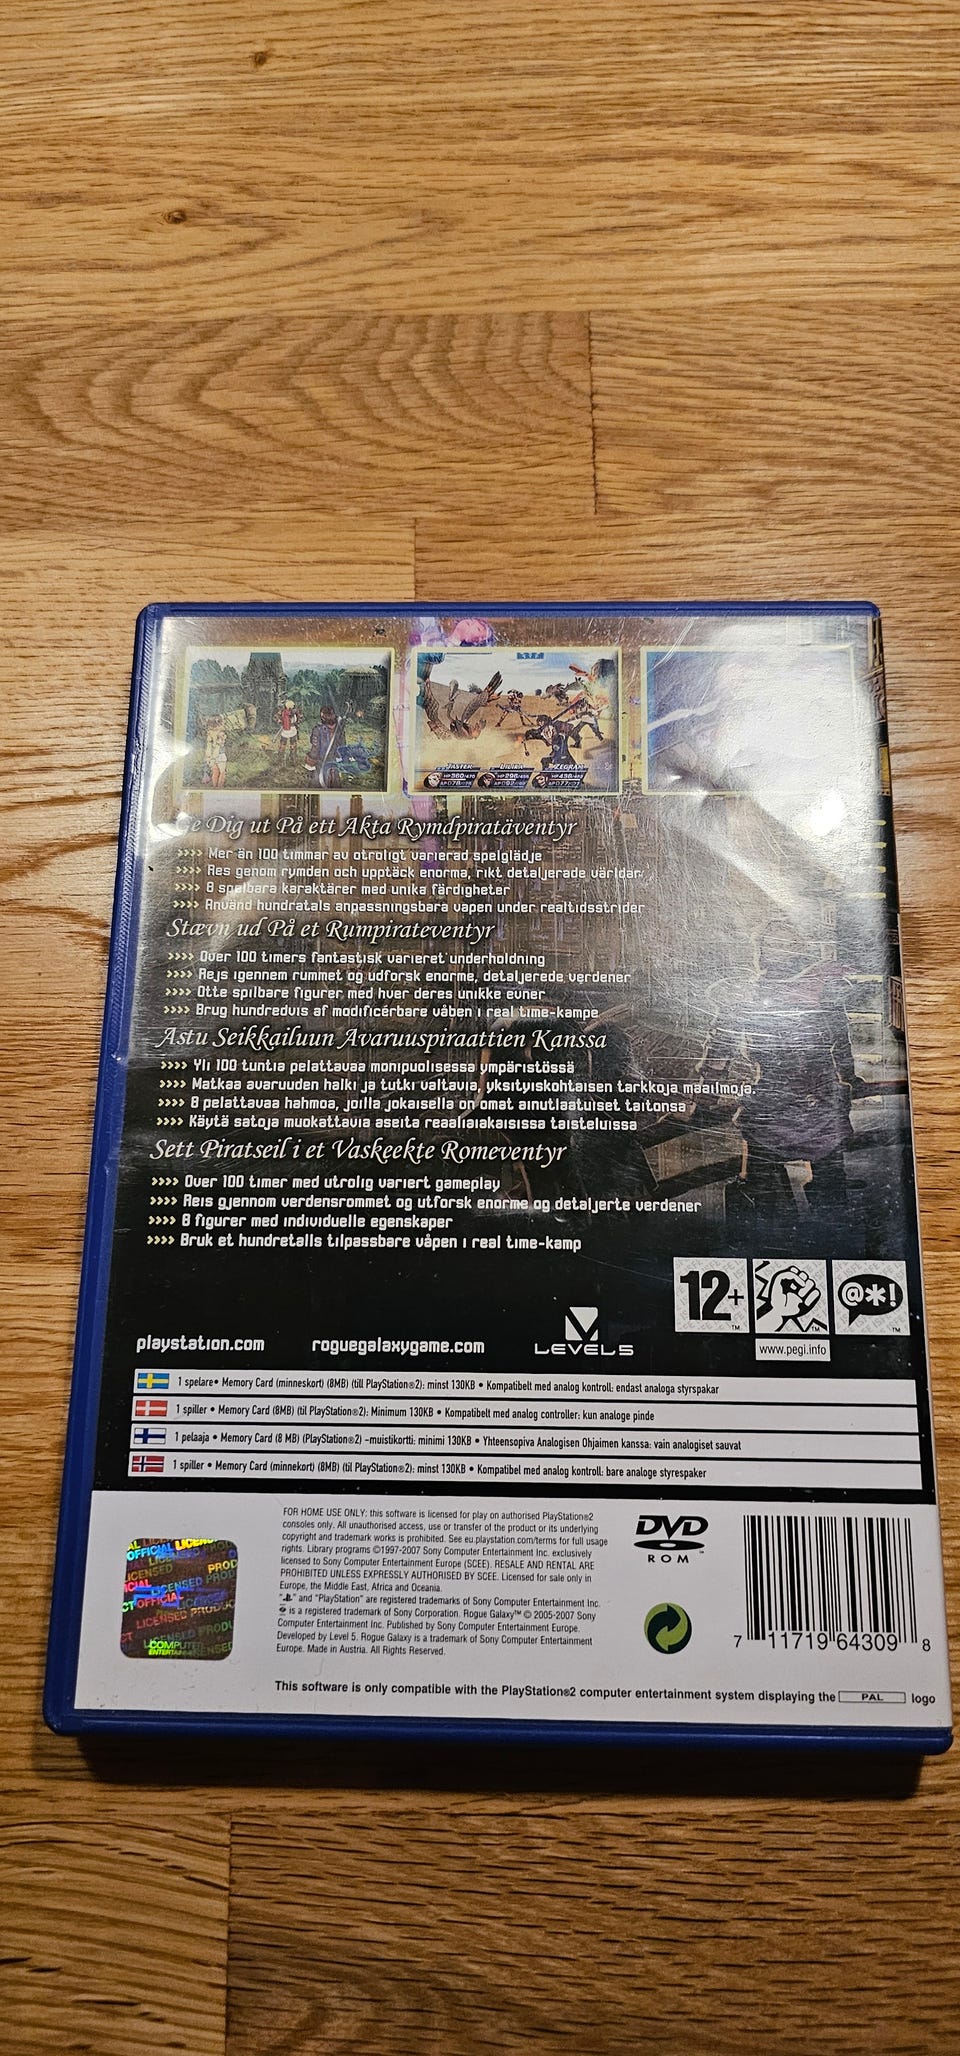 JASTER LILIKA ZEGRAM
Dig ut På ett Akta Rymdpiratäventyr
»»» Mer än 100 timmar av otroligt varierad spelglädje
»»» Res genom rymden och upptäck enorma, rikt detaljerade världar
»»» 8 spelbara karaktärer med unika färdigheter
»»» Använd hundratals anpassningsbara vapen under realtidsstrider
Stævn ud På et Rumpirateventyr
»»» Over 100 timers fantastisk varieret underholdning
»»» Rejs igennem rummet og udforsk enorme, detaljerede verdener
»»» Otte spilbare figurer med hver deres unikke evner
»»» Brug hundredvis af modificérbare våben i real time-kampe
Astu Seikkailuun Avaruuspiraattien Kanssa
»»» Yli 100 tuntia pelattavaa monipuolisessa ympäristössä
»»» Matkaa avaruuden halki ja tutki valtavia, yksityiskohtaisen tarkkoja maailmoja.
»»» 8 pelattavaa hahmoa, joilla jokaisella on omat ainutlaatuiset taitonsa
»»» Käytä satoja muokattavia aseita reaaliaikaisissa taisteluissa
Sett Piratseil i et Vaskeekte Romeventyr
»»» Over 100 timer med utrolig variert gameplay
»»» Reis gjennom verdensrommet og utforsk enorme og detaljerte verdener
»»» 8 figurer med individuelle egenskaper
»»» Bruk et hundretalls tilpassbare våpen i real time-kamp
12+ ™ ™ @*! ™
www.pegi.info
playstation.com roguegalaxygame.com LEVEL5
1 spelare • Memory Card (minneskort) (8MB) (till PlayStation®2): minst 130KB • Kompatibelt med analog kontroll: endast analoga styrspakar
1 spiller • Memory Card (8MB) (til PlayStation®2): Minimum 130KB • Kompatibelt med analog controller: kun analoge pinde
1 pelaaja • Memory Card (8 MB) (PlayStation®2) -muistikortti: minimi 130KB • Yhteensopiva Analogisen Ohjaimen kanssa: vain analogiset sauvat
1 spiller • Memory Card (minnekort) (8MB) (til PlayStation®2): minst 130KB • Kompatibel med analog kontroll: bare analoge styrespaker
FOR HOME USE ONLY: this software is licensed for play on authorised PlayStation®2
consoles only. All unauthorised access, use or transfer of the product or its underlying
copyright and trademark works is prohibited. See eu.playstation.com/terms for full usage
rights. Library programs ©1997-2007 Sony Computer Entertainment Inc. exclusively
licensed to Sony Computer Entertainment Europe (SCEE). RESALE AND RENTAL ARE
PROHIBITED UNLESS EXPRESSLY AUTHORISED BY SCEE. Licensed for sale only in
Europe, the Middle East, Africa and Oceania.
" " and "PlayStation" are registered trademarks of Sony Computer Entertainment Inc.
" " is a registered trademark of Sony Corporation. Rogue Galaxy™ © 2005-2007 Sony
Computer Entertainment Inc. Published by Sony Computer Entertainment Europe.
Developed by Level 5. Rogue Galaxy is a trademark of Sony Computer Entertainment
Europe. Made in Austria. All Rights Reserved.
DVD
ROM
OFFICIAL LICEN
LICENSED PROD
OFFICIAL
LICENSED PRODU
COMPUTER
ENTERTAINMENT
7 11719 64309 8
This software is only compatible with the PlayStation®2 computer entertainment system displaying the PAL logo